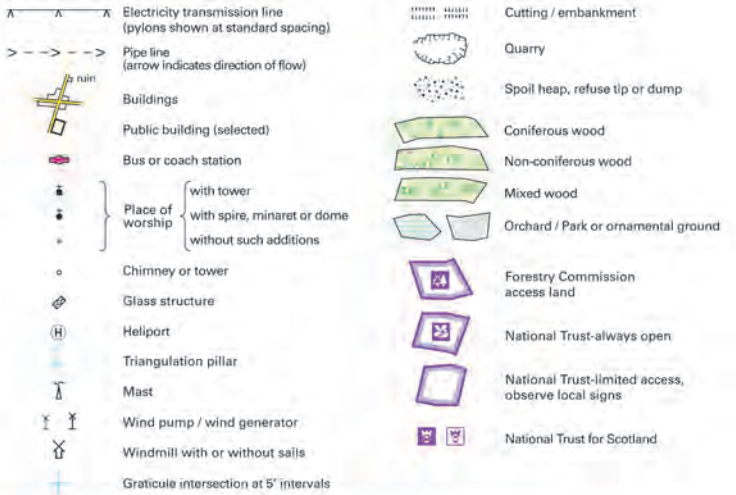 Electricity transmission line
(pylons shown at standard spacing)
Pipe line
(arrow indicates direction of flow)
ruin
Buildings
Public building (selected)
Bus or coach station
Place of
worship
with tower
with spire, minaret or dome
without such additions
Chimney or tower
Glass structure
H
Heliport
Triangulation pillar
Mast
Wind pump / wind generator
Windmill with or without sails
Graticule intersection at 5' intervals
Cutting / embankment
Quarry
Spoil heap, refuse tip or dump
Coniferous wood
Non-coniferous wood
Mixed wood
Orchard / Park or ornamental ground
Forestry Commission
access land
National Trust-always open
National Trust-limited access,
observe local signs
National Trust for Scotland